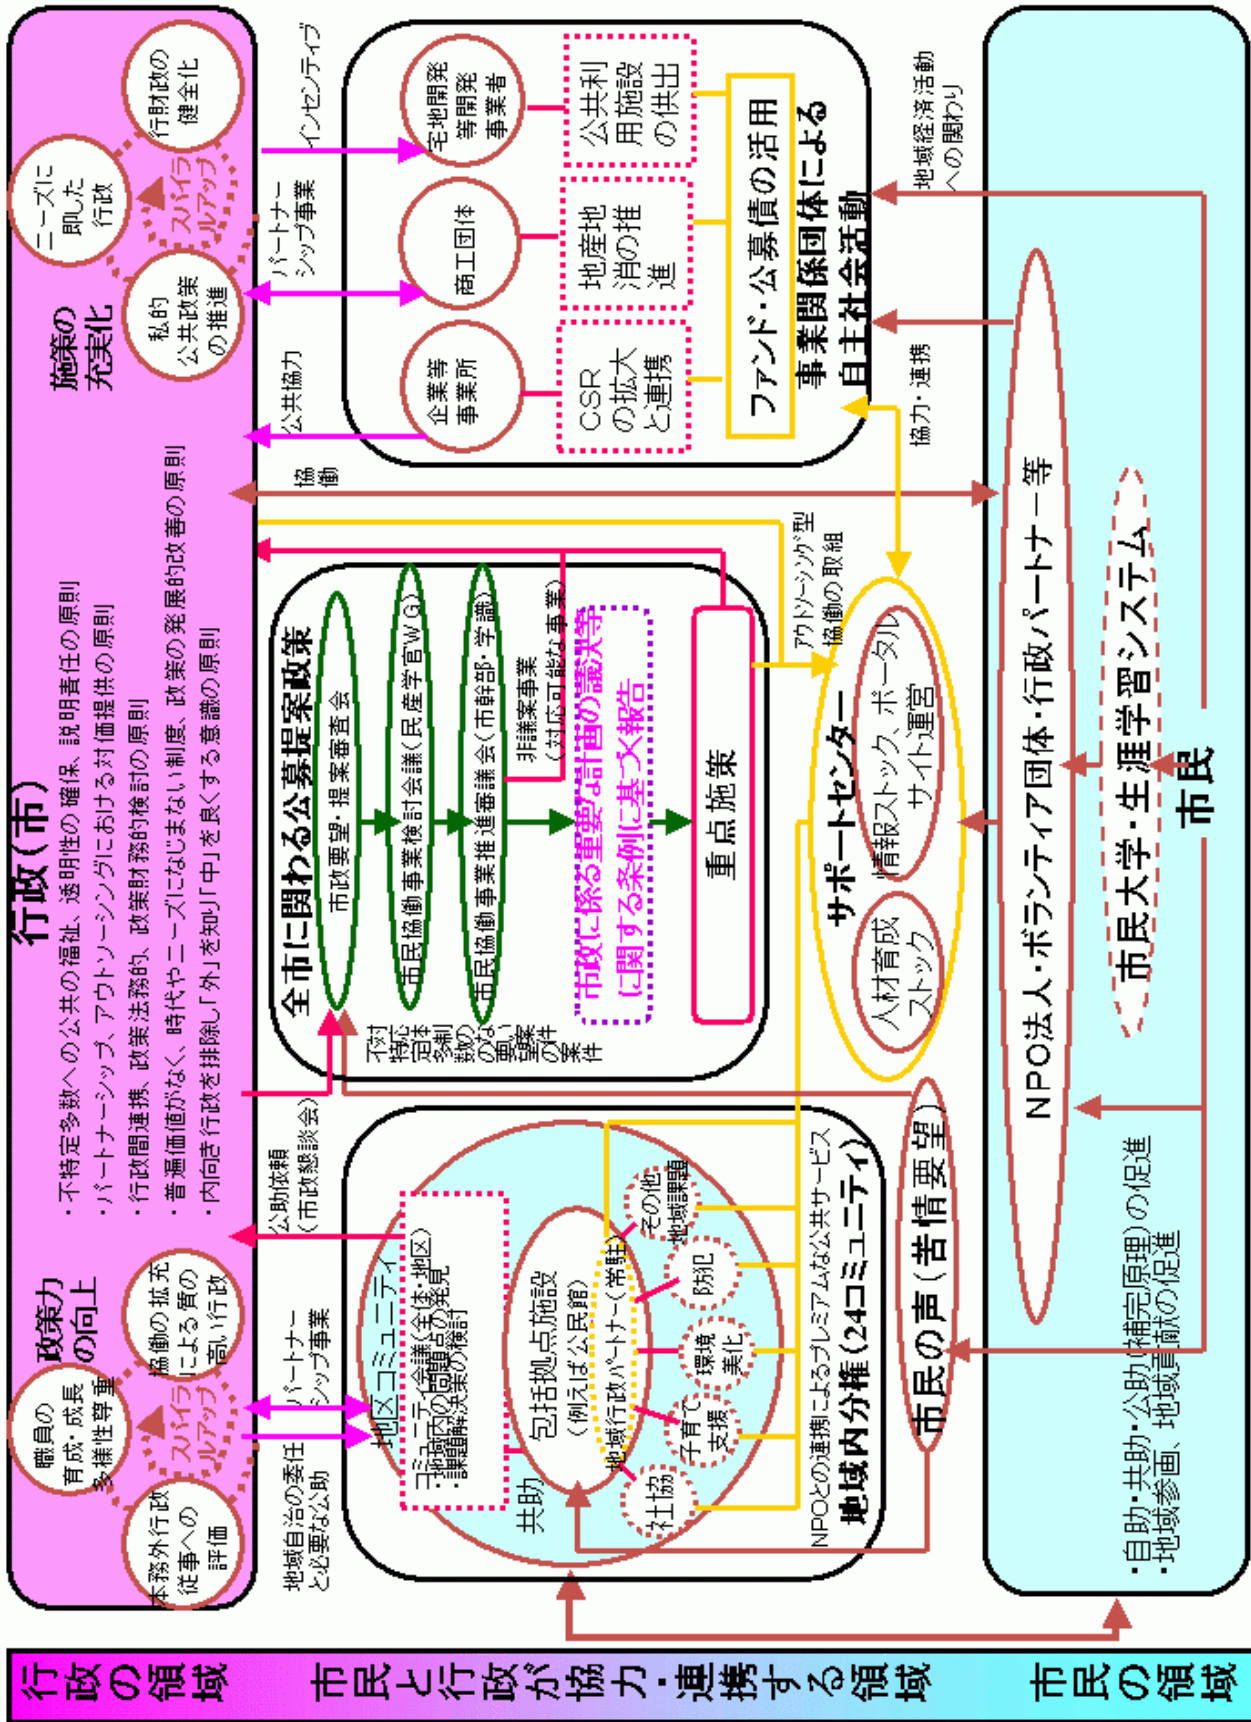 行政の領域
市民と行政が協力・連携する領域
市民の領域
行政(市)
・不特定多数への公共の福祉、透明性の確保、説明責任の原則
・パートナーシップ、アウトソーシングにおける対価提供の原則
・行政間連携、政策法務的、政策財務的検討の原則
・普遍価値がなく、時代やニーズになじまない制度、政策の発展的改善の原則
・内向き行政を排除し「外」を知り「中」を良くする意識の原則
政策力
の向上
職員の
育成・成長
多様性尊重
本務外行政
従事への
評価
スパイラ
ルアップ
協働の拡充
による質の
高い行政
施策の
充実化
ニーズに
即した
行政
私的
公共政策
の推進
スパイラ
ルアップ
行財政の
健全化
地域自治の委任
と必要な公助
パートナー
シップ事業
公助依頼
(市政懇談会)
協働
公共協力
パートナー
シップ事業
インセンティブ
地区コミュニティ
コミュニティ会議(全体・地区)
・地域内の問題点の発見
・課題解決策の検討
共助
包括拠点施設
(例えば公民館)
地域行政パートナー(常駐)
社協
子育て
支援
環境
美化
防犯
その他
地域課題
NPOとの連携によるプレミアムな公共サービス
地域内分権(24コミュニティ)
全市に関わる公募提案政策
市政要望・提案審査会
市民協働事業検討会議(民産学官WG)
市民協働事業推進審議会(市幹部・学識)
不特定多数の要望案件
対応体制のない案件
非議案事業
(対応可能な事業)
市政に係る重要な計画の議決等
に関する条例に基づく報告
重点施策
アウトソーシング型
協働の取組
企業等
事業所
商工団体
宅地開発
等開発
事業者
CSR
の拡大
と連携
地産地
消の推
進
公共利
用施設
の供出
ファンド・公募債の活用
事業関係団体による
自主社会活動
協力・連携
地域経済活動
への関わり
サポートセンター
人材育成
ストック
情報ストック、ポータル
サイト運営
市民の声(苦情要望)
NPO法人・ボランティア団体・行政パートナー等
市民大学・生涯学習システム
市民
・自助・共助・公助(補完原理)の促進
・地域参画、地域貢献の促進